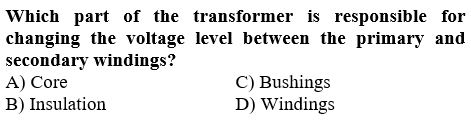 Which part of the transformer is responsible for
changing the voltage level between the primary and
secondary windings?
A) Core
C) Bushings
B) Insulation
D) Windings